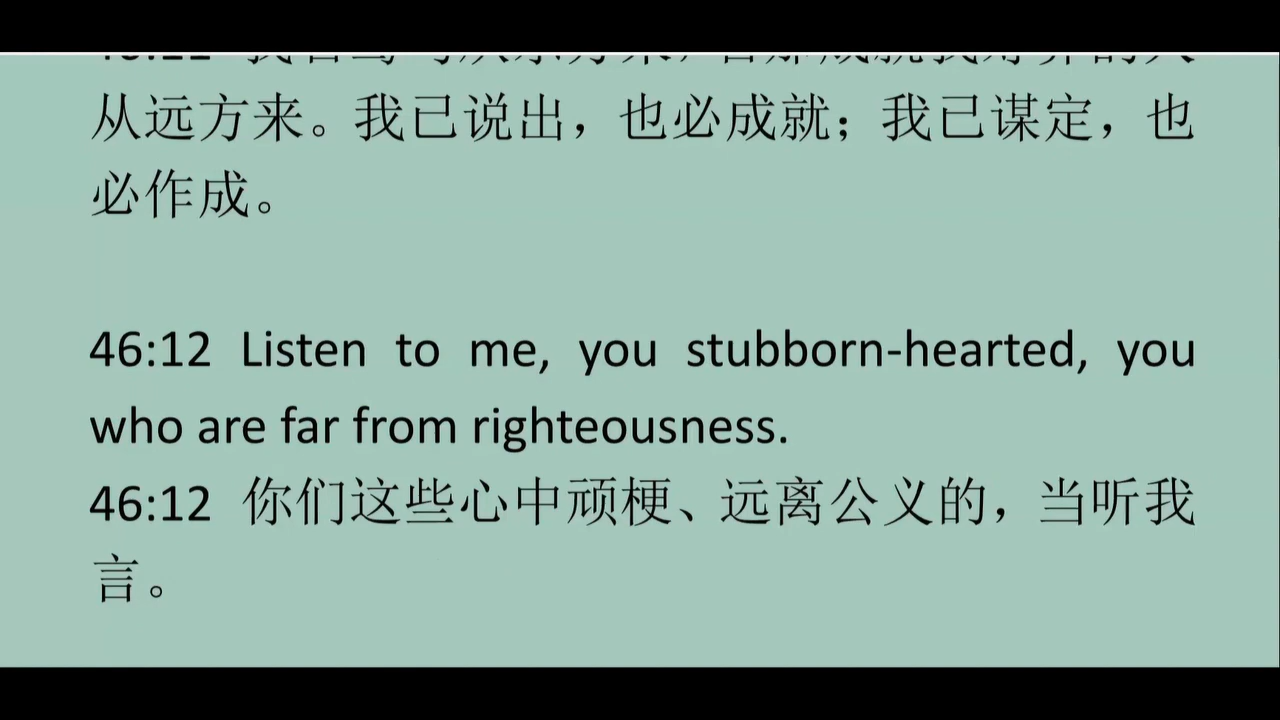 从远方来。我已说出，也必成就；我已谋定，也
必作成。
46:12 Listen to me, you stubborn-hearted, you
who are far from righteousness.
46:12 你们这些心中顽梗、远离公义的，当听我
言。